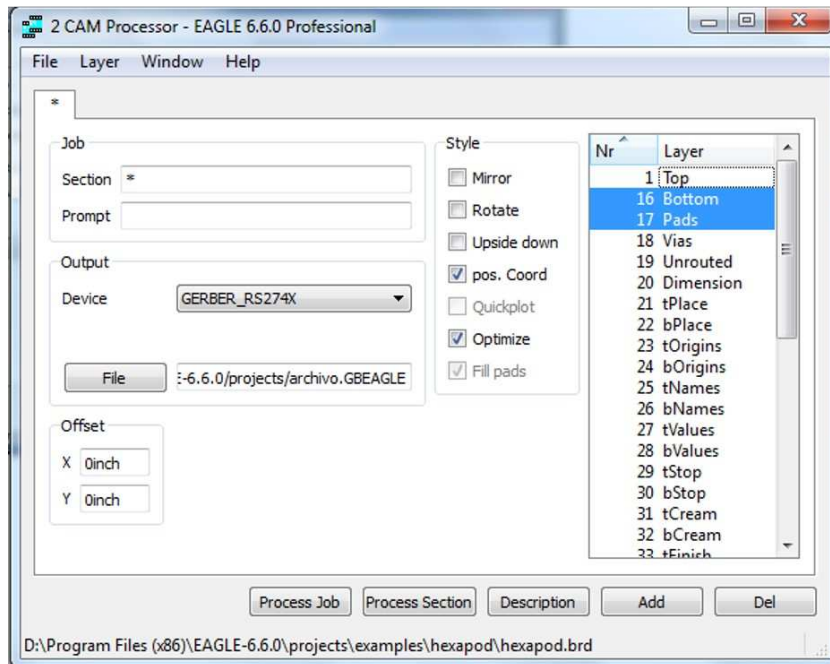 2 CAM Processor - EAGLE 6.6.0 Professional
File Layer Window Help
*
Job
Section *
Prompt
Output
Device GERBER_RS274X
File E-6.6.0/projects/archivo.GBEAGLE
Offset
X 0inch
Y 0inch
Style
Mirror
Rotate
Upside down
pos. Coord
Quickplot
Optimize
Fill pads
Nr Layer
1 Top
16 Bottom
17 Pads
18 Vias
19 Unrouted
20 Dimension
21 tPlace
22 bPlace
23 tOrigins
24 bOrigins
25 tNames
26 bNames
27 tValues
28 bValues
29 tStop
30 bStop
31 tCream
32 bCream
33 tFinish
Process Job Process Section Description Add Del
D:\Program Files (x86)\EAGLE-6.6.0\projects\examples\hexapod\hexapod.brd